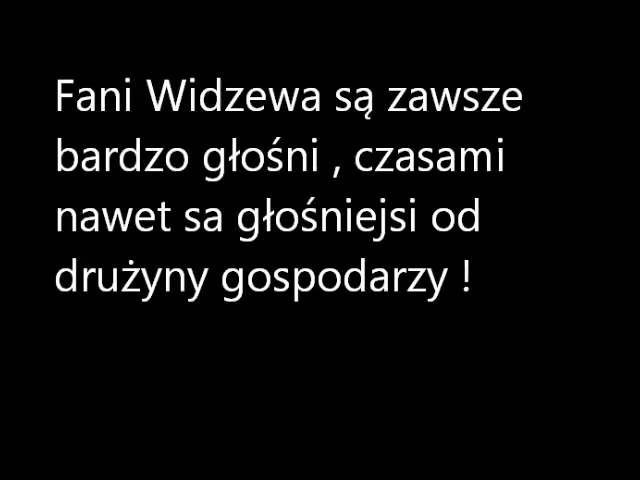 Fani Widzewa są zawsze
bardzo głośni , czasami
nawet sa głośniejsi od
drużyny gospodarzy !